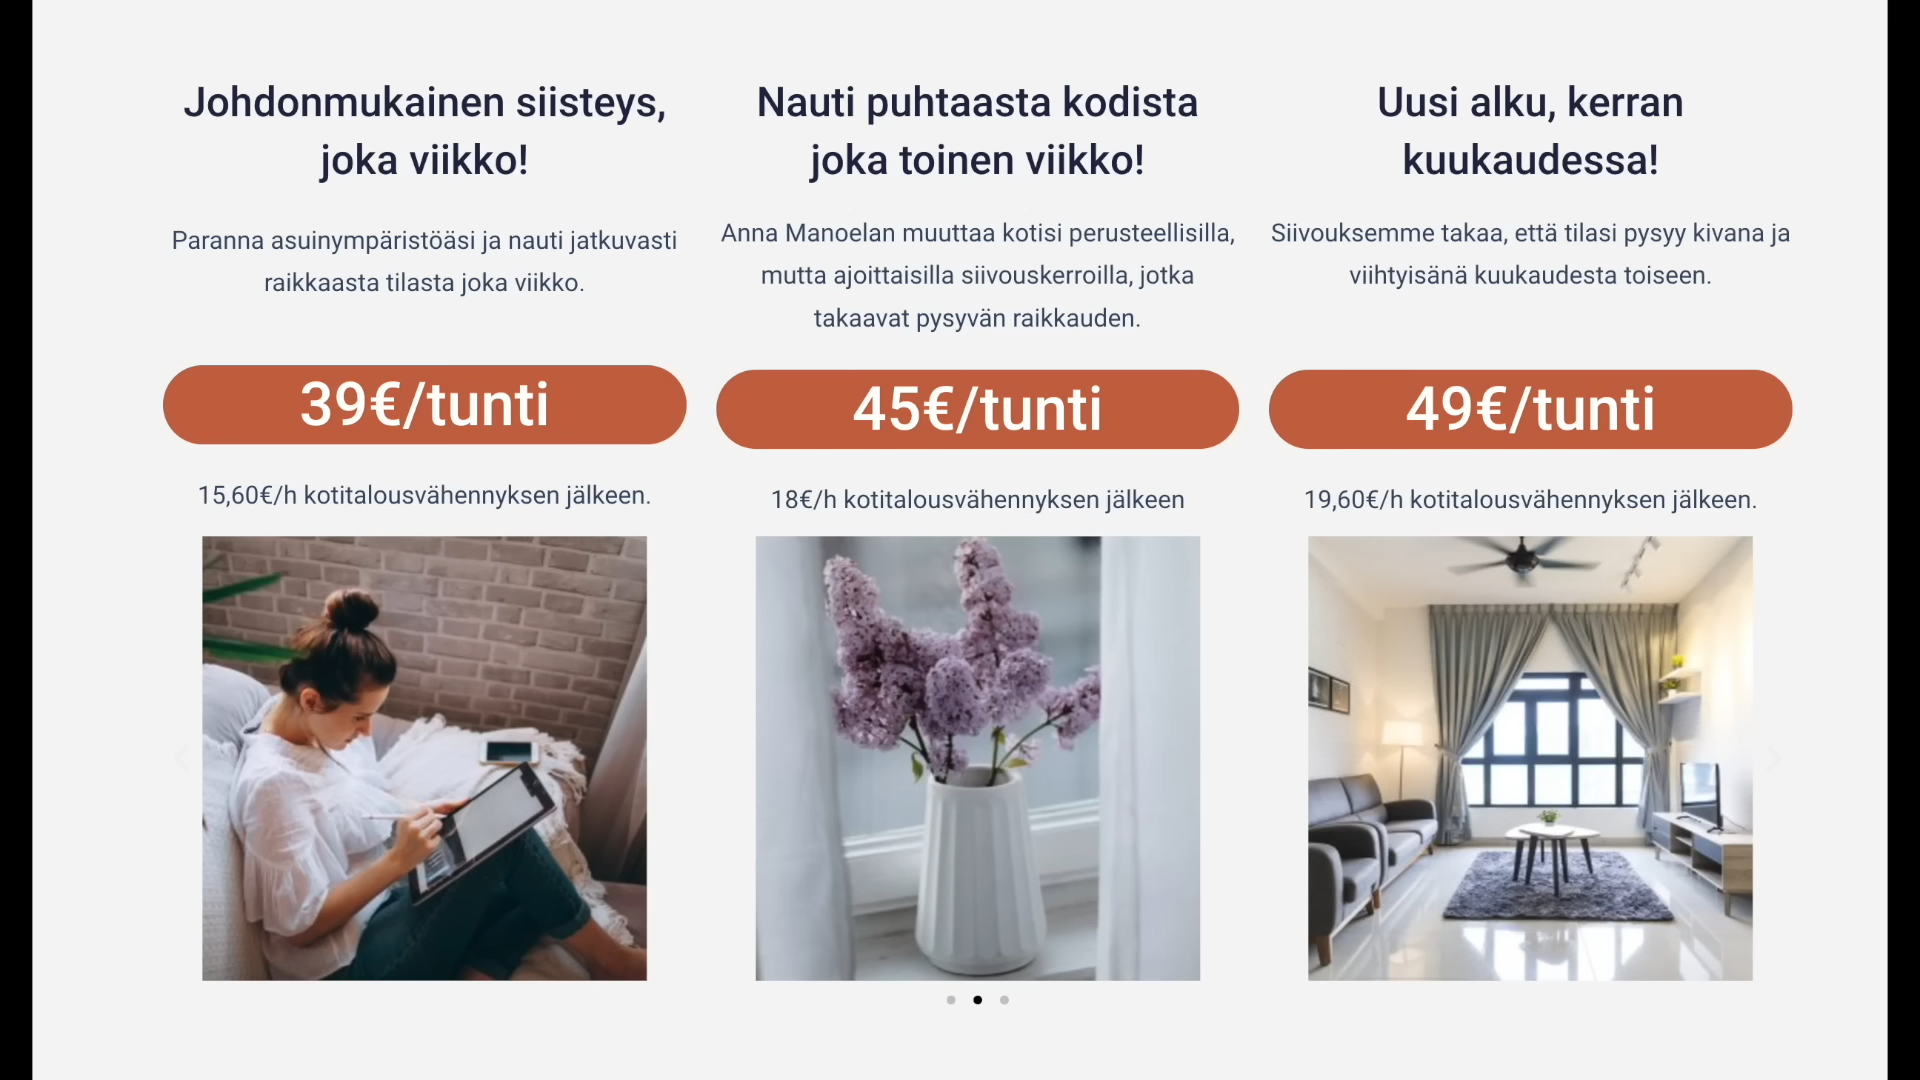 Johdonmukainen siisteys,
joka viikko!
Paranna asuinympäristöäsi ja nauti jatkuvasti
raikkaasta tilasta joka viikko.
39€/tunti
15,60€/h kotitalousvähennyksen jälkeen.
Nauti puhtaasta kodista
joka toinen viikko!
Anna Manoelan muuttaa kotisi perusteellisilla,
mutta ajoittaisilla siivouskerroilla, jotka
takaavat pysyvän raikkauden.
45€/tunti
18€/h kotitalousvähennyksen jälkeen
Uusi alku, kerran
kuukaudessa!
Siivouksemme takaa, että tilasi pysyy kivana ja
viihtyisänä kuukaudesta toiseen.
49€/tunti
19,60€/h kotitalousvähennyksen jälkeen.